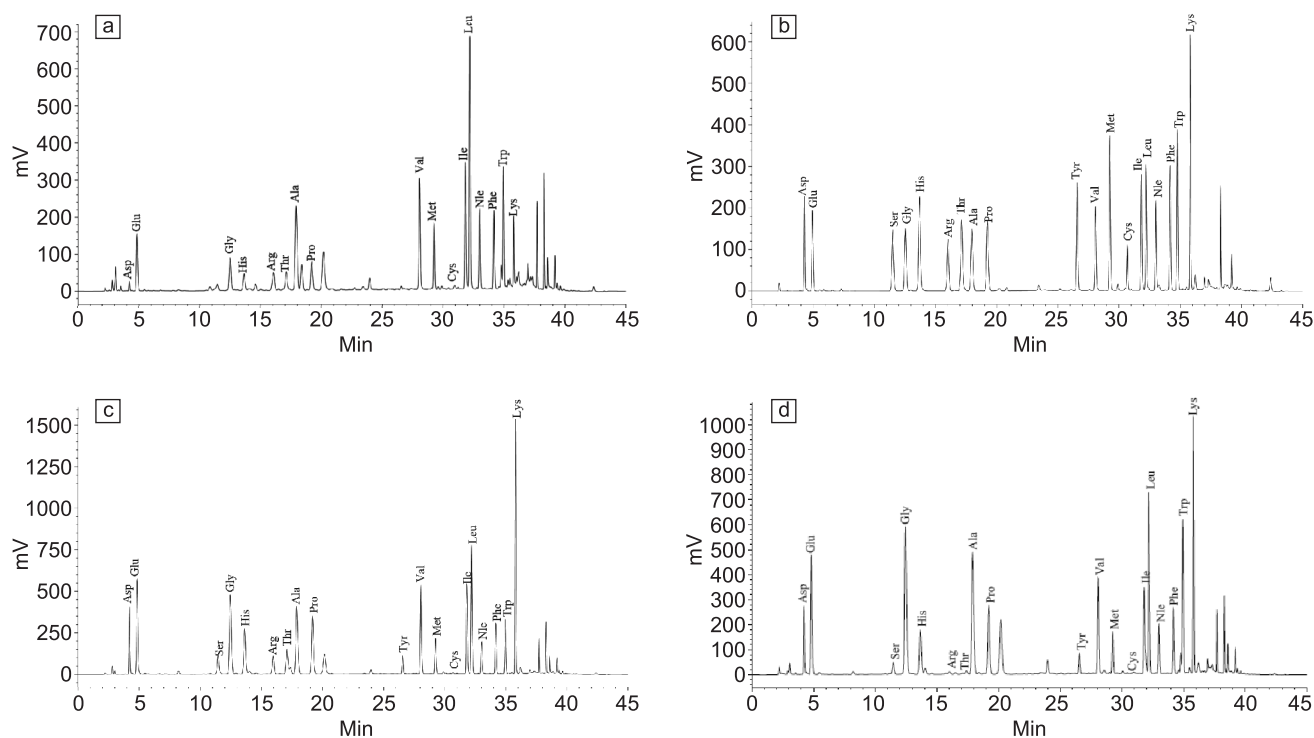 a
mV
700
600
500
400
300
200
100
0
Asp
Glu
Gly
His
Arg
Thr
Ala
Pro
Val
Met
Cys
Ile
Leu
Nle
Phe
Trp
Lys
0 5 10 15 20 25 30 35 40 45
Min
b
mV
600
500
400
300
200
100
0
Asp
Glu
Ser
Gly
His
Arg
Thr
Ala
Pro
Tyr
Val
Met
Cys
Ile
Leu
Nle
Phe
Trp
Lys
0 5 10 15 20 25 30 35 40 45
Min
c
mV
1500
1250
1000
750
500
250
0
Asp
Glu
Ser
Gly
His
Arg
Thr
Ala
Pro
Tyr
Val
Met
Cys
Ile
Leu
Nle
Phe
Trp
Lys
0 5 10 15 20 25 30 35 40 45
Min
d
mV
1000
900
800
700
600
500
400
300
200
100
0
Asp
Glu
Ser
Gly
His
Arg
Thr
Ala
Pro
Tyr
Val
Met
Cys
Ile
Leu
Nle
Phe
Trp
Lys
0 5 10 15 20 25 30 35 40 45
Min